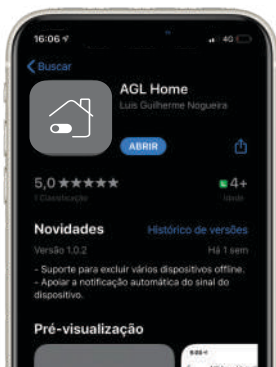 16:06
4G
Buscar
AGL Home
Luis Guilherme Nogueira
ABRIR
5,0 ★★★★★
4+
1 Classificação
Idade
Novidades
Histórico de versões
Versão 1.0.2
Há 1 sem
- Suporte para excluir vários dispositivos offline.
- Apoiar a notificação automática do sinal do
dispositivo.
Pré-visualização